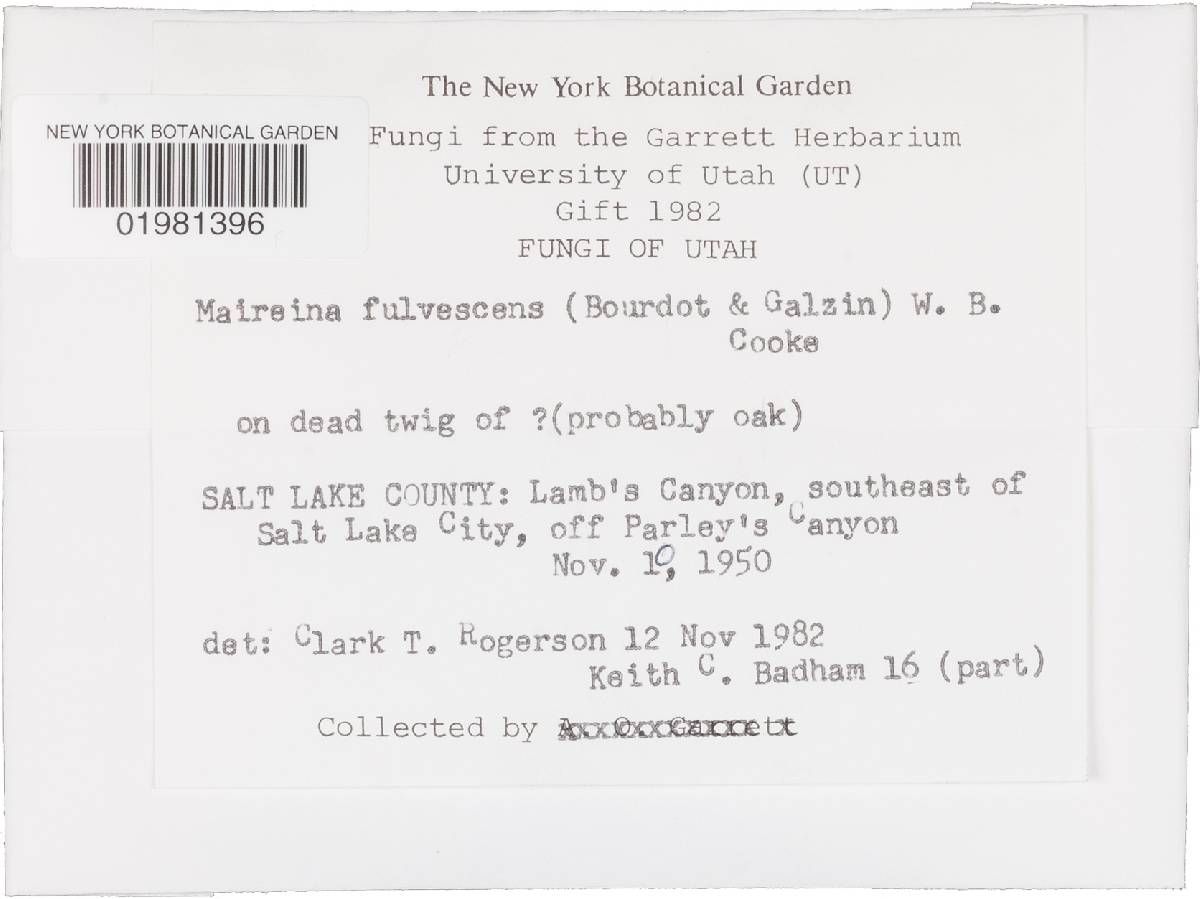 The New York Botanical Garden
NEW YORK BOTANICAL GARDEN
01981396
Fungi from the Garrett Herbarium
University of Utah (UT)
Gift 1982
FUNGI OF UTAH
Maireina fulvescens (Bourdot & Galzin) W. B.
Cooke
on dead twig of ?(probably oak)
SALT LAKE COUNTY: Lamb's Canyon, southeast of
Salt Lake City, off Parley's Canyon
Nov. 10, 1950
det: Clark T. Rogerson 12 Nov 1982
Keith C. Badham 16 (part)
Collected by A. O. Garrett